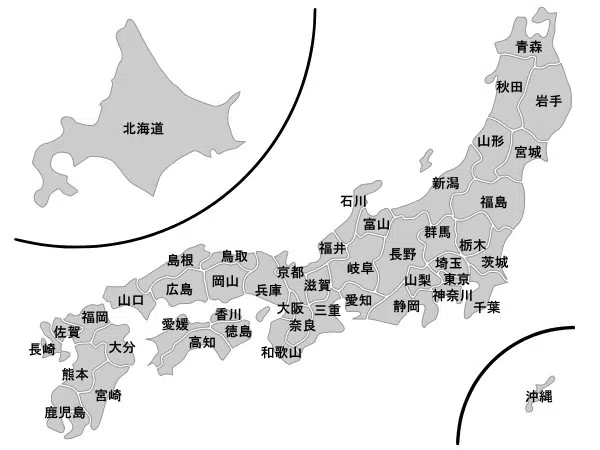 北海道
青森
秋田
岩手
山形
宮城
新潟
福島
石川
富山
群馬
栃木
福井
長野
茨城
岐阜
埼玉
島根
鳥取
京都
滋賀
山梨
東京
広島
岡山
兵庫
神奈川
山口
愛知
静岡
千葉
大阪
三重
香川
奈良
福岡
愛媛
徳島
佐賀
高知
長崎
大分
和歌山
熊本
宮崎
鹿児島
沖縄